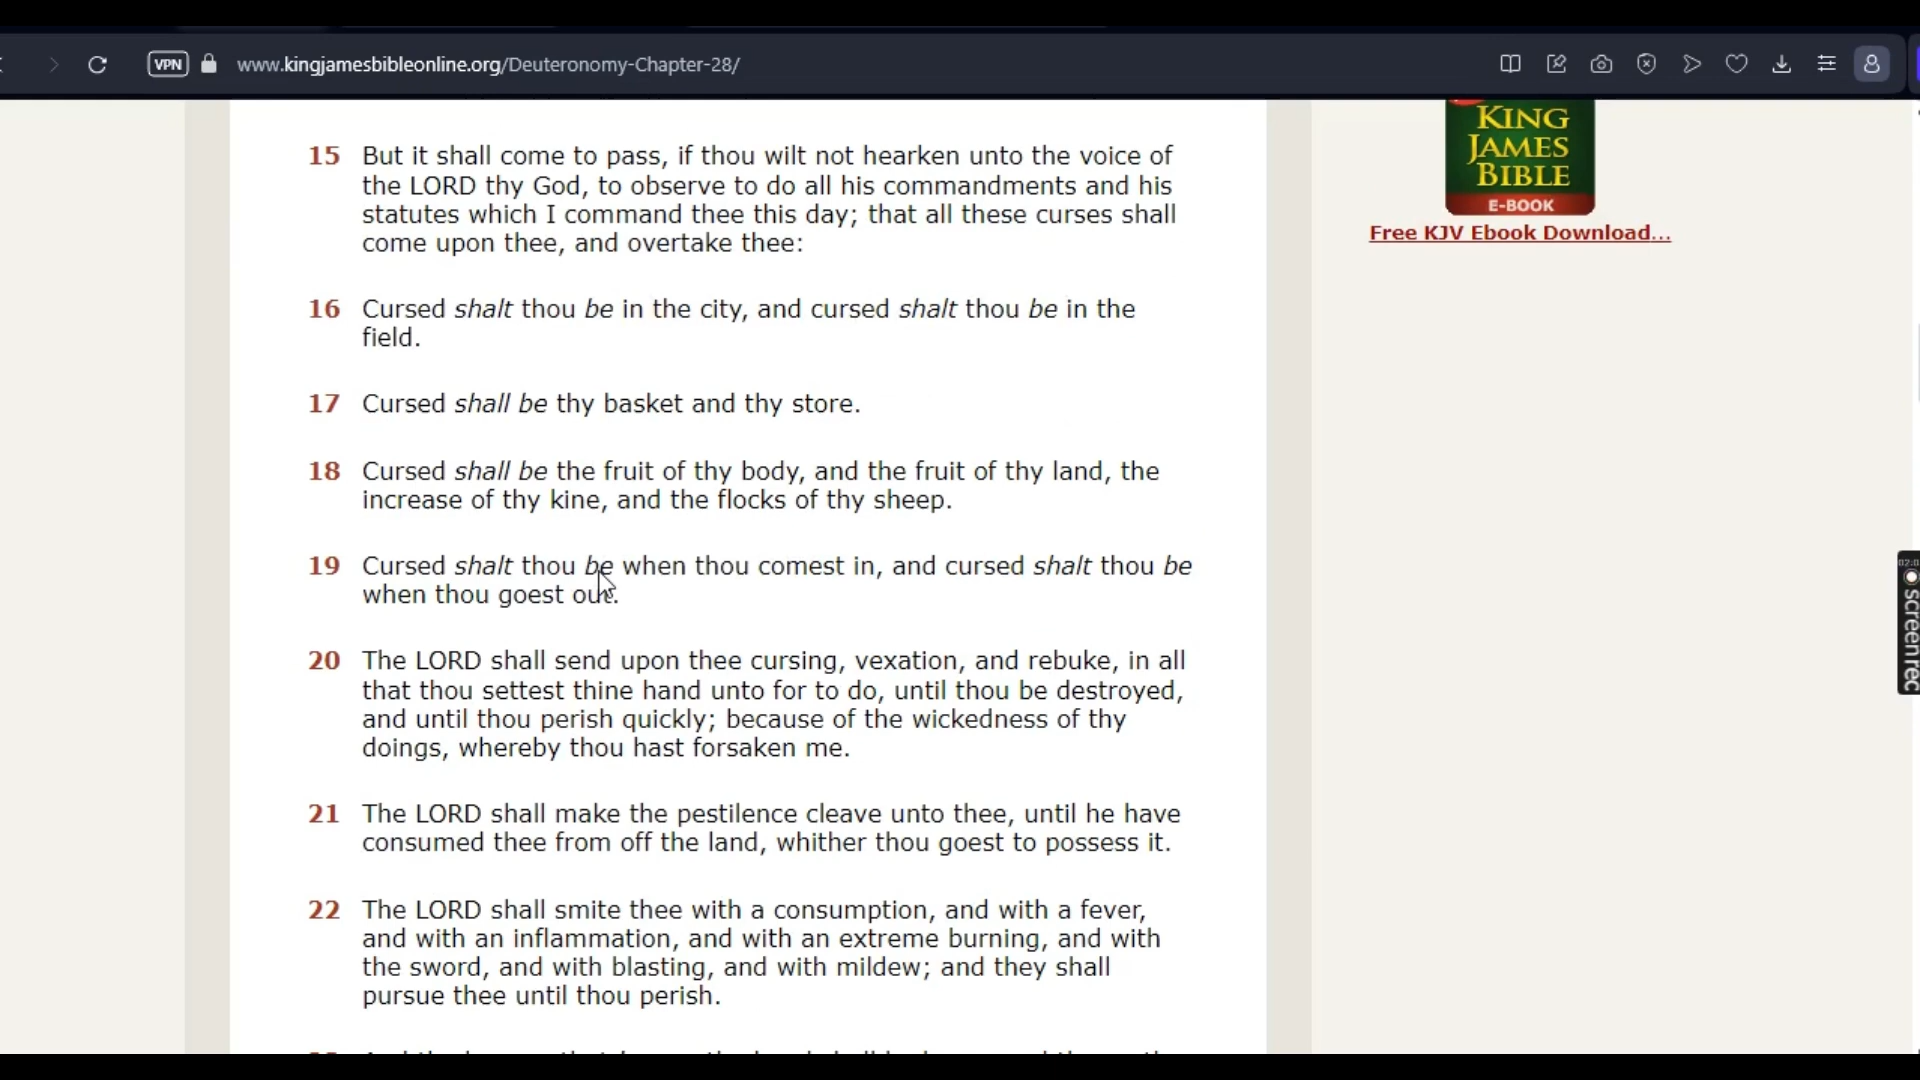 VPN www.kingjamesbibleonline.org/Deuteronomy-Chapter-28/
15 But it shall come to pass, if thou wilt not hearken unto the voice of
the LORD thy God, to observe to do all his commandments and his
statutes which I command thee this day; that all these curses shall
come upon thee, and overtake thee:
16 Cursed shalt thou be in the city, and cursed shalt thou be in the
field.
17 Cursed shall be thy basket and thy store.
18 Cursed shall be the fruit of thy body, and the fruit of thy land, the
increase of thy kine, and the flocks of thy sheep.
19 Cursed shalt thou be when thou comest in, and cursed shalt thou be
when thou goest out.
20 The LORD shall send upon thee cursing, vexation, and rebuke, in all
that thou settest thine hand unto for to do, until thou be destroyed,
and until thou perish quickly; because of the wickedness of thy
doings, whereby thou hast forsaken me.
21 The LORD shall make the pestilence cleave unto thee, until he have
consumed thee from off the land, whither thou goest to possess it.
22 The LORD shall smite thee with a consumption, and with a fever,
and with an inflammation, and with an extreme burning, and with
the sword, and with blasting, and with mildew; and they shall
pursue thee until thou perish.
KING
JAMES
BIBLE
E-BOOK
Free KJV Ebook Download...
screenrec